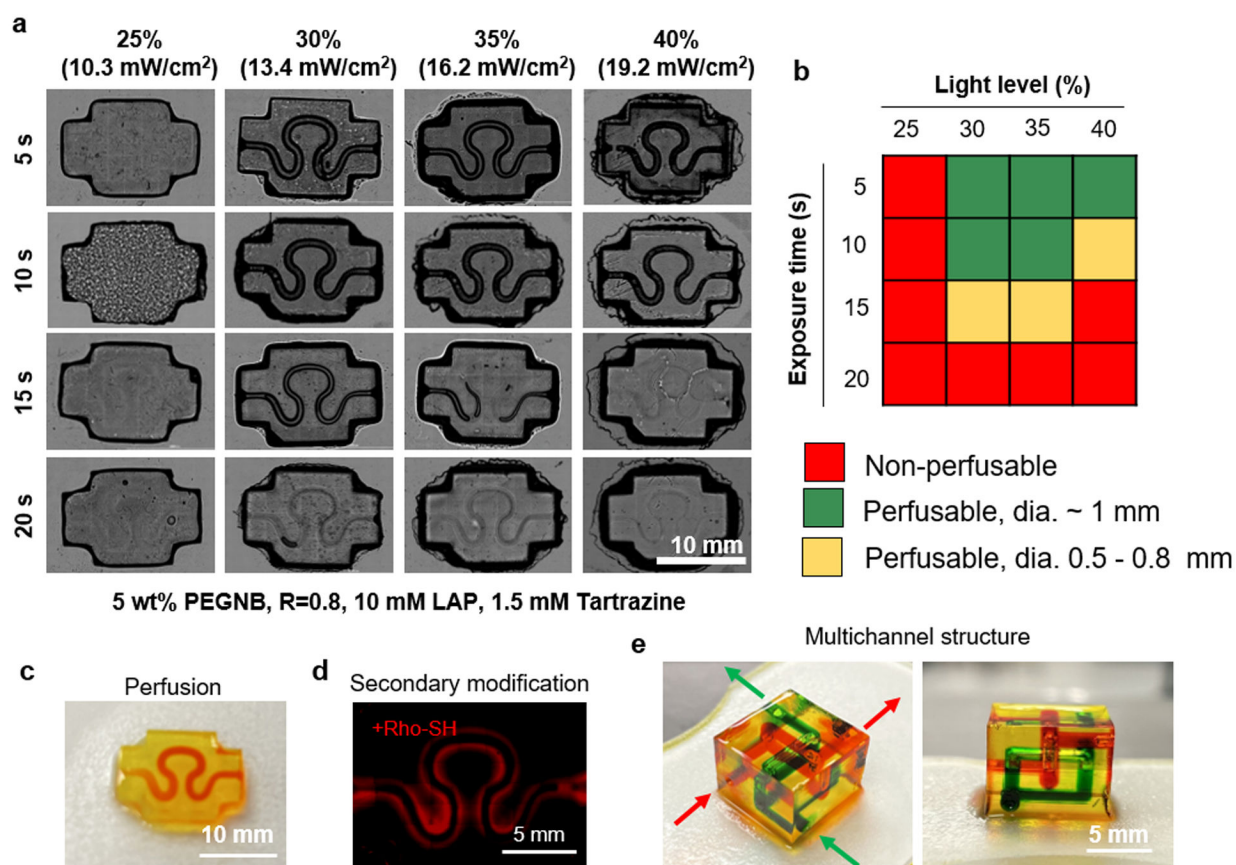 a
25% 30% 35% 40%
(10.3 mW/cm²) (13.4 mW/cm²) (16.2 mW/cm²) (19.2 mW/cm²)
5 s
10 s
15 s
20 s
10 mm
5 wt% PEGNB, R=0.8, 10 mM LAP, 1.5 mM Tartrazine
b
Light level (%)
25 30 35 40
Exposure time (s)
5
10
15
20
Non-perfusable
Perfusable, dia. ~ 1 mm
Perfusable, dia. 0.5 - 0.8 mm
c
Perfusion
10 mm
d
Secondary modification
+Rho-SH
5 mm
e
Multichannel structure
5 mm